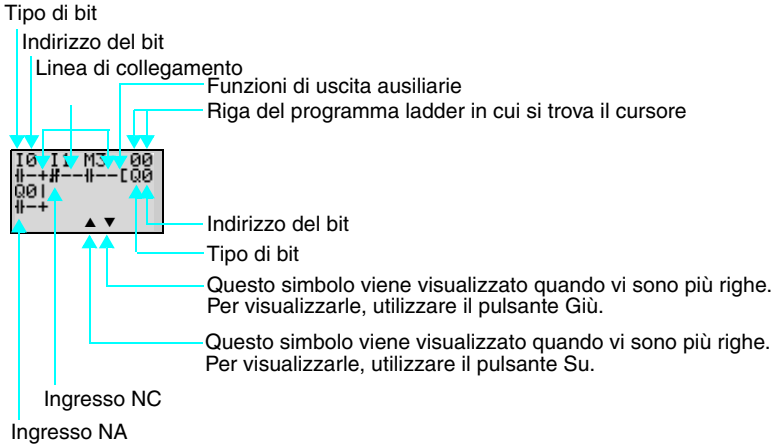 Tipo di bit
Indirizzo del bit
Linea di collegamento
Funzioni di uscita ausiliarie
Riga del programma ladder in cui si trova il cursore
I0 I1 M3 00
[Q0
Q0
Indirizzo del bit
Tipo di bit
Questo simbolo viene visualizzato quando vi sono più righe.
Per visualizzarle, utilizzare il pulsante Giù.
Questo simbolo viene visualizzato quando vi sono più righe.
Per visualizzarle, utilizzare il pulsante Su.
Ingresso NC
Ingresso NA